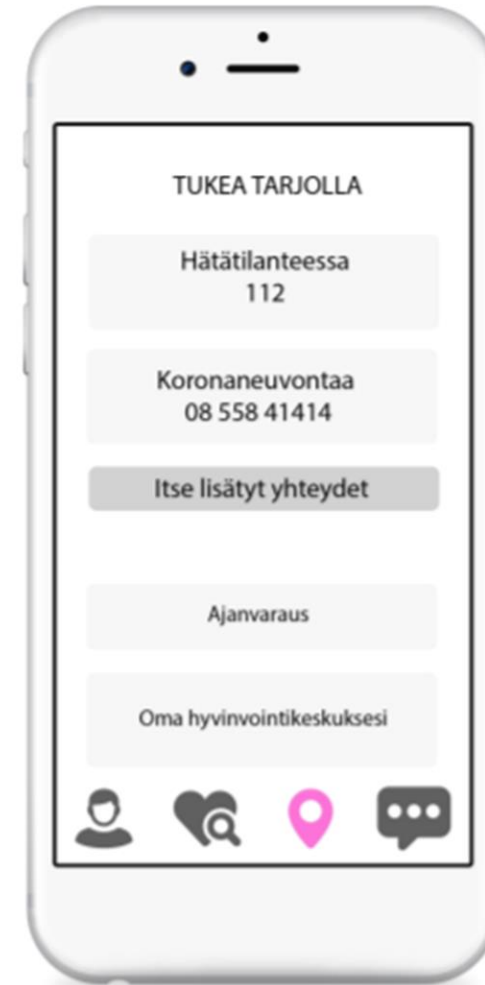 TUKEA TARJOLLA
Hätätilanteessa
112
Koronaneuvontaa
08 558 41414
Itse lisätyt yhteydet
Ajanvaraus
Oma hyvinvointikeskuksesi